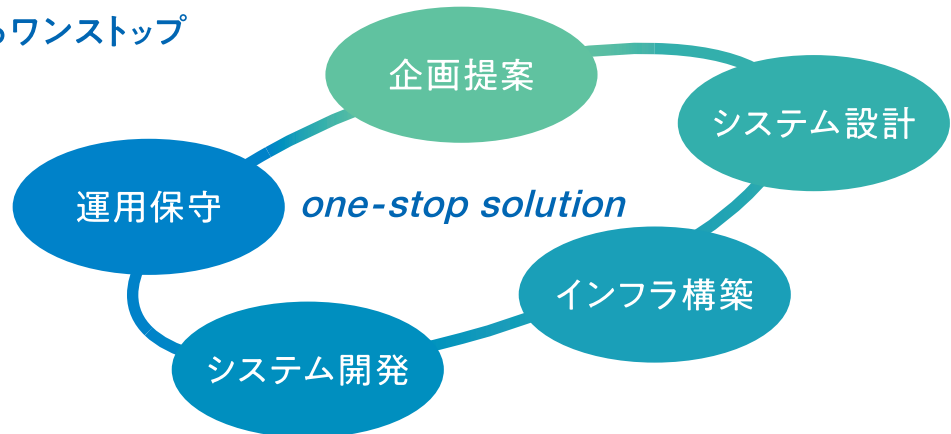 らワンストップ
企画提案
システム設計
運用保守
one-stop solution
インフラ構築
システム開発